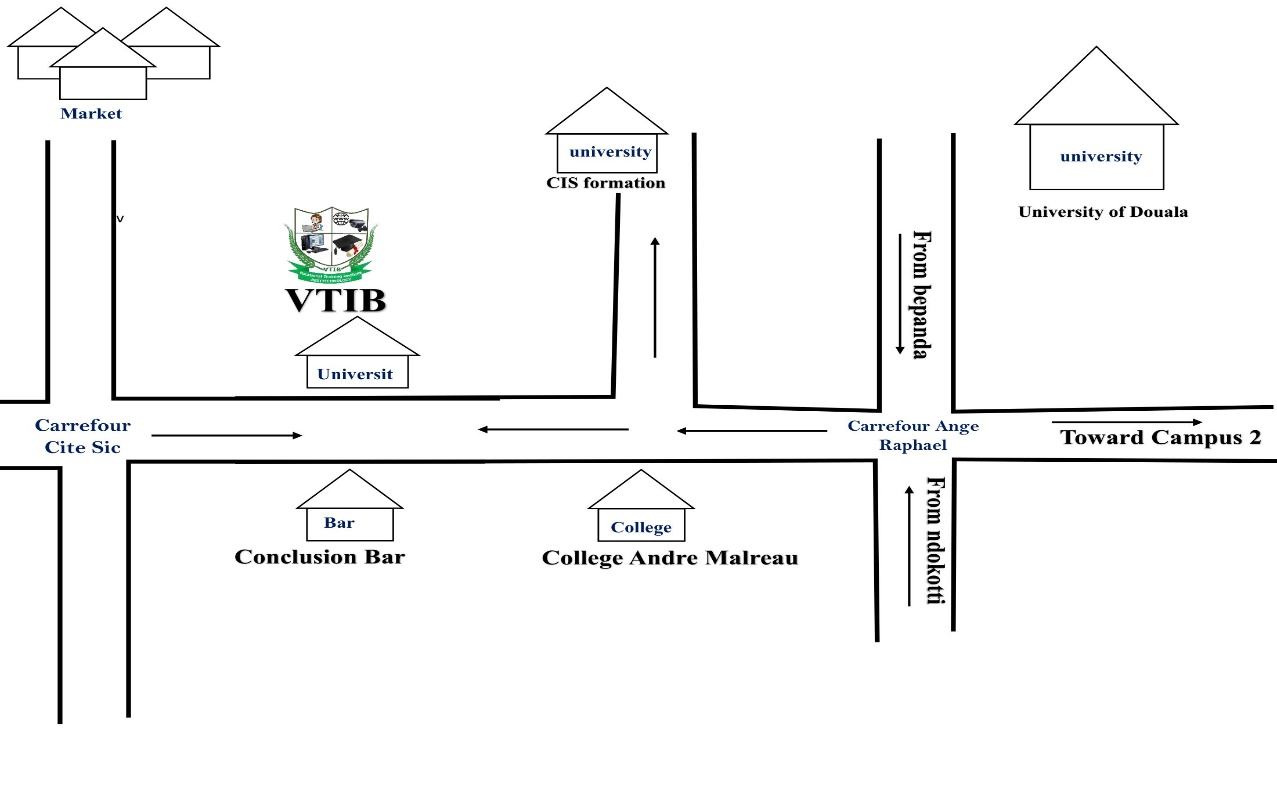 Market
university
CIS formation
university
University of Douala
v
VTIB
VTIB
Universit
From bepanda
Carrefour
Cite Sic
Carrefour Ange
Raphael
Toward Campus 2
From ndokotti
Bar
Conclusion Bar
College
College Andre Malreau